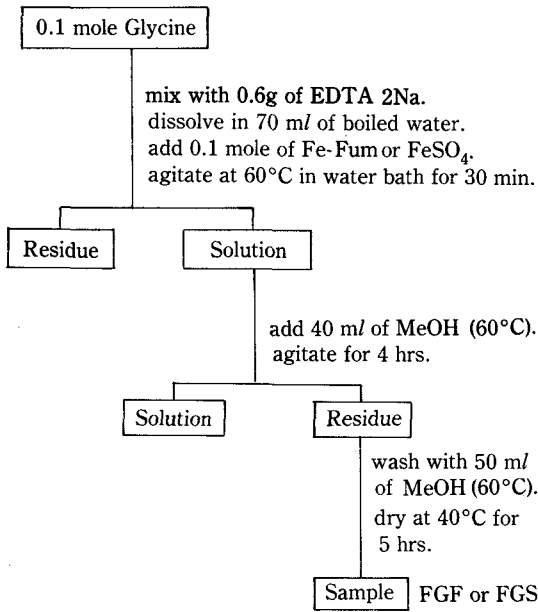 0.1 mole Glycine
mix with 0.6g of EDTA 2Na.
dissolve in 70 ml of boiled water.
add 0.1 mole of Fe-Fum or FeSO₄.
agitate at 60°C in water bath for 30 min.
Residue
Solution
add 40 ml of MeOH (60°C).
agitate for 4 hrs.
Solution
Residue
wash with 50 ml
of MeOH (60°C).
dry at 40°C for
5 hrs.
Sample FGF or FGS